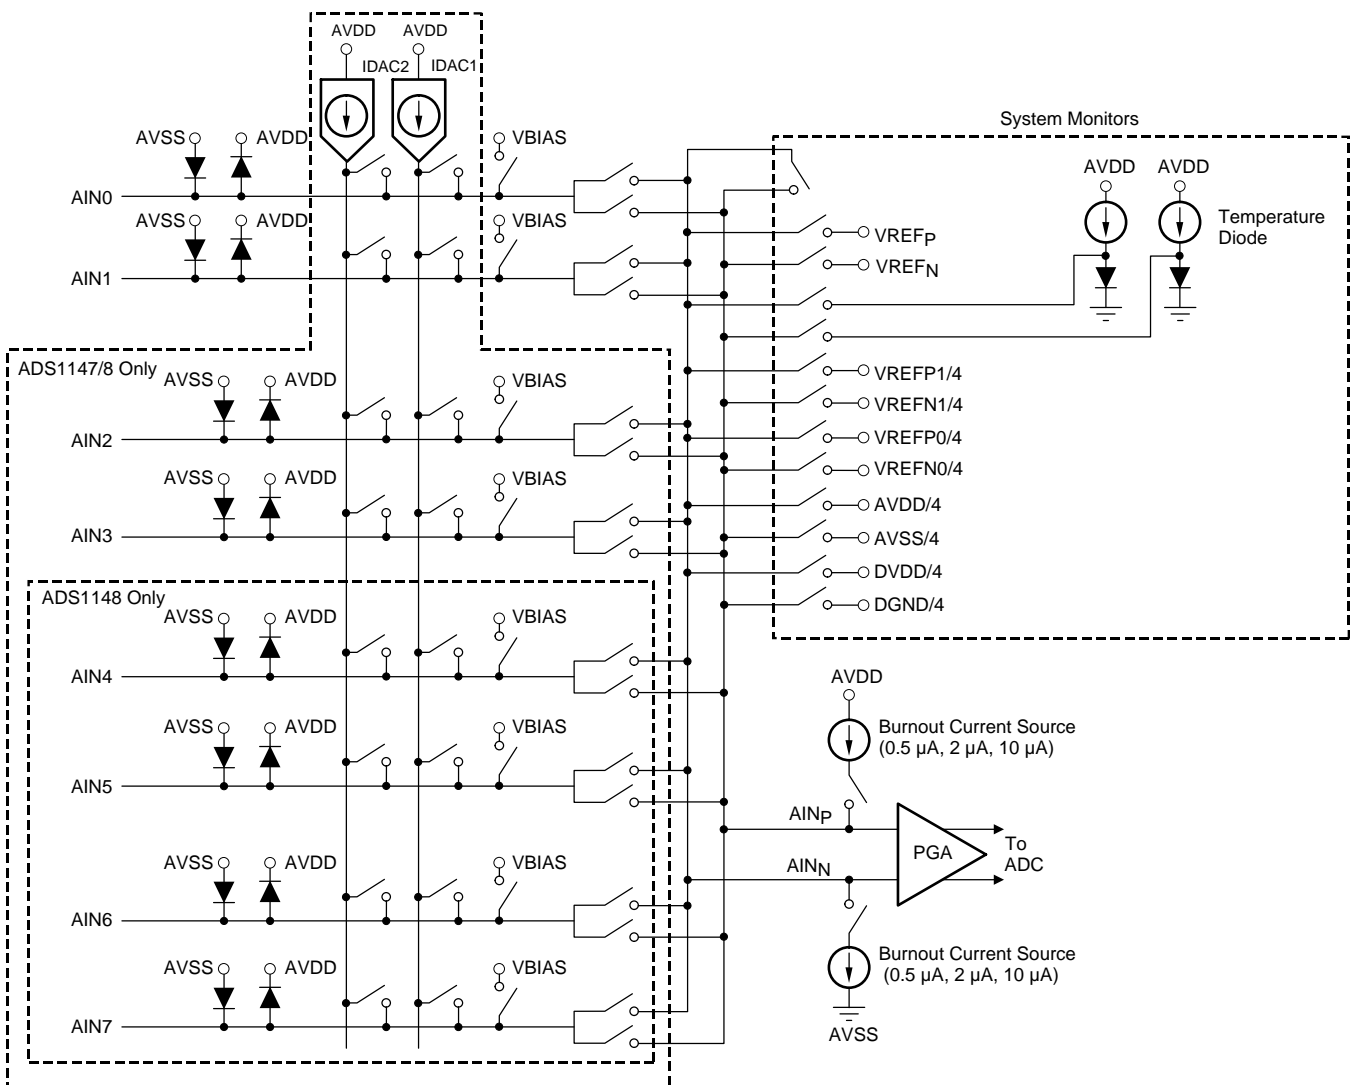 AVDD AVDD
IDAC2 IDAC1
AVSS AVDD VBIAS
AIN0
AVSS AVDD VBIAS
AIN1
ADS1147/8 Only
AVSS AVDD VBIAS
AIN2
AVSS AVDD VBIAS
AIN3
ADS1148 Only
AVSS AVDD VBIAS
AIN4
AVSS AVDD VBIAS
AIN5
AVSS AVDD VBIAS
AIN6
AVSS AVDD VBIAS
AIN7
System Monitors
AVDD AVDD
Temperature
Diode
VREFP
VREFN
VREFP1/4
VREFN1/4
VREFP0/4
VREFN0/4
AVDD/4
AVSS/4
DVDD/4
DGND/4
AVDD
Burnout Current Source
(0.5 µA, 2 µA, 10 µA)
AINP
PGA
To
ADC
AINN
Burnout Current Source
(0.5 µA, 2 µA, 10 µA)
AVSS